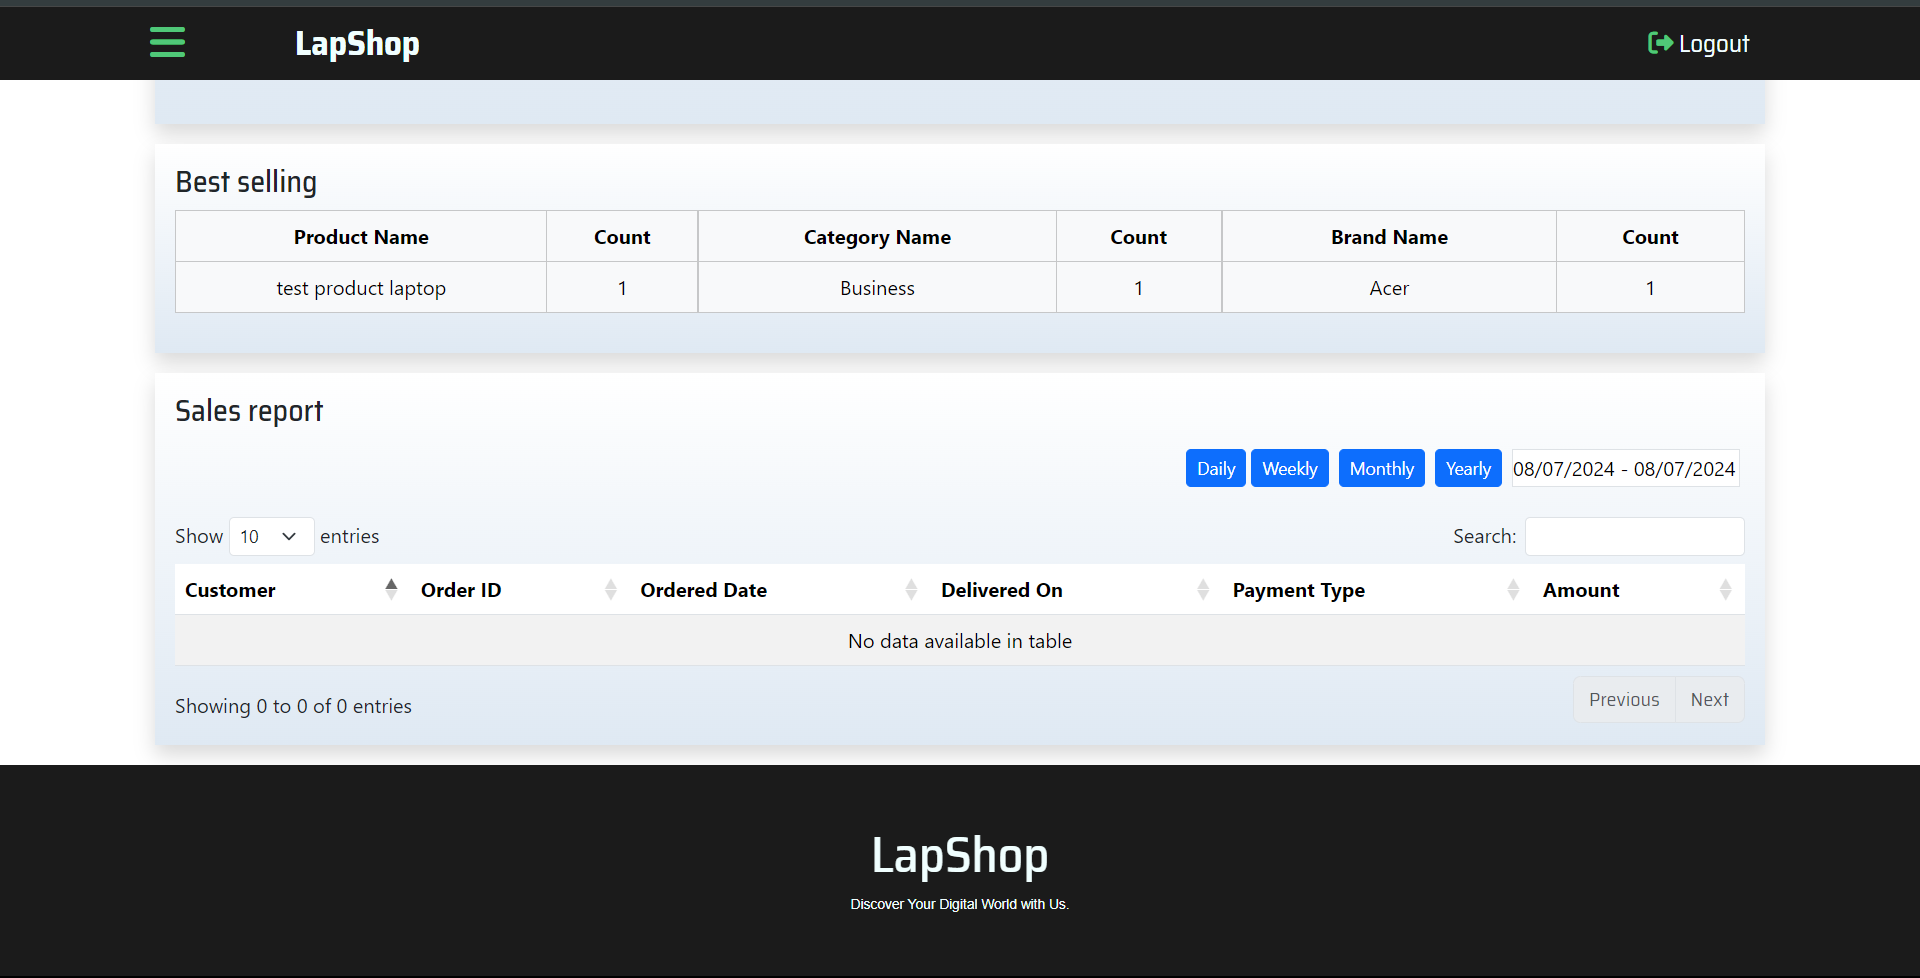 LapShop
Logout
Best selling
Product Name Count Category Name Count Brand Name Count
test product laptop 1 Business 1 Acer 1
Sales report
Daily Weekly Monthly Yearly 08/07/2024 - 08/07/2024
Show 10 entries
Search:
Customer Order ID Ordered Date Delivered On Payment Type Amount
No data available in table
Showing 0 to 0 of 0 entries
Previous Next
LapShop
Discover Your Digital World with Us.